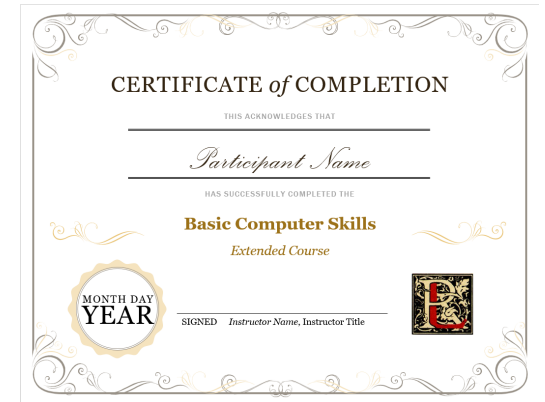 CERTIFICATE of COMPLETION
THIS ACKNOWLEDGES THAT
Participant Name
HAS SUCCESSFULLY COMPLETED THE
Basic Computer Skills
Extended Course
MONTH DAY
YEAR
SIGNED Instructor Name, Instructor Title